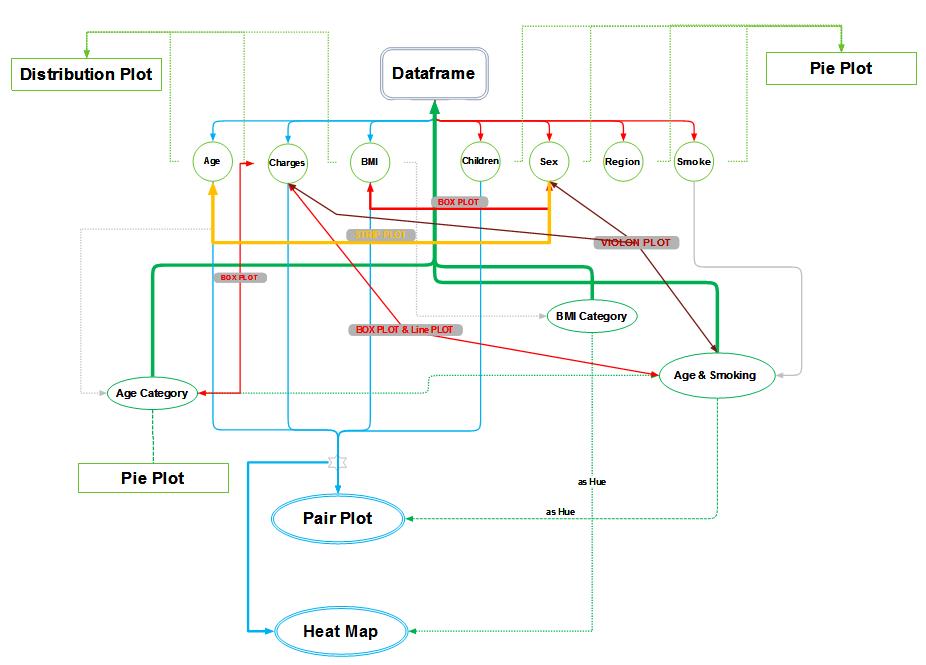 Distribution Plot
Dataframe
Pie Plot
Age
Charges
BMI
Children
Sex
Region
Smoke
BOX PLOT
STRIP PLOT
VIOLON PLOT
BOX PLOT
BMI Category
BOX PLOT & Line PLOT
Age & Smoking
Age Category
Pie Plot
as Hue
as Hue
Pair Plot
Heat Map